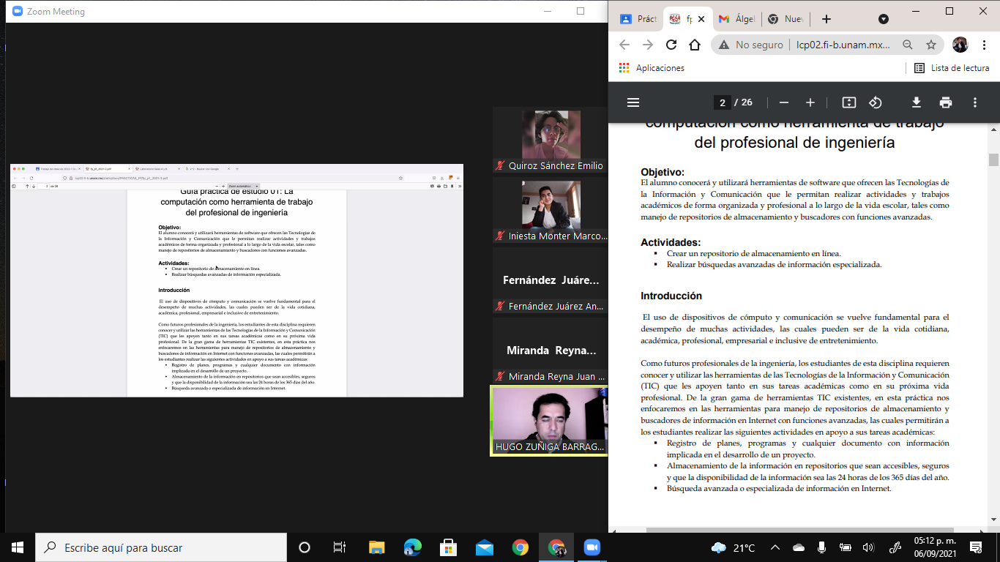 Zoom Meeting
Guía práctica de estudio 01: La
computación como herramienta de trabajo
del profesional de ingeniería
Objetivo:
El alumno conocerá y utilizará herramientas de software que ofrecen las Tecnologías de
la Información y Comunicación que le permitan realizar actividades y trabajos
académicos de forma organizada y profesional a lo largo de la vida escolar, tales como
manejo de repositorios de almacenamiento y buscadores con funciones avanzadas.
Actividades:
Crear un repositorio de almacenamiento en línea.
Realizar búsquedas avanzadas de información especializada.
Introducción
El uso de dispositivos de cómputo y comunicación se vuelve fundamental para el
desempeño de muchas actividades, las cuales pueden ser de la vida cotidiana,
académica, profesional, empresarial e inclusive de entretenimiento.
Como futuros profesionales de la ingeniería, los estudiantes de esta disciplina requieren
conocer y utilizar las herramientas de las Tecnologías de la Información y Comunicación
(TIC) que les apoyen tanto en sus tareas académicas como en su próxima vida
profesional. De la gran gama de herramientas TIC existentes, en esta práctica nos
enfocaremos en las herramientas para manejo de repositorios de almacenamiento y
buscadores de información en Internet con funciones avanzadas, las cuales permitirán a
los estudiantes realizar las siguientes actividades en apoyo a sus tareas académicas:
Registro de planes, programas y cualquier documento con información
implicada en el desarrollo de un proyecto.
Almacenamiento de la información en repositorios que sean accesibles, seguros
y que la disponibilidad de la información sea las 24 horas de los 365 días del año.
Búsqueda avanzada o especializada de información en Internet.
Quiroz Sánchez Emilio
Iniesta Monter Marco...
Fernández Juáre...
Fernández Juárez An...
Miranda Reyna...
Miranda Reyna Juan ...
HUGO ZUÑIGA BARRAG...
Práct
fp
Álgel
Nuev
No seguro
lcp02.fi-b.unam.mx...
Aplicaciones
Lista de lectura
2 / 26
computación como herramienta de trabajo
del profesional de ingeniería
Objetivo:
El alumno conocerá y utilizará herramientas de software que ofrecen las Tecnologías de
la Información y Comunicación que le permitan realizar actividades y trabajos
académicos de forma organizada y profesional a lo largo de la vida escolar, tales como
manejo de repositorios de almacenamiento y buscadores con funciones avanzadas.
Actividades:
Crear un repositorio de almacenamiento en línea.
Realizar búsquedas avanzadas de información especializada.
Introducción
El uso de dispositivos de cómputo y comunicación se vuelve fundamental para el
desempeño de muchas actividades, las cuales pueden ser de la vida cotidiana,
académica, profesional, empresarial e inclusive de entretenimiento.
Como futuros profesionales de la ingeniería, los estudiantes de esta disciplina requieren
conocer y utilizar las herramientas de las Tecnologías de la Información y Comunicación
(TIC) que les apoyen tanto en sus tareas académicas como en su próxima vida
profesional. De la gran gama de herramientas TIC existentes, en esta práctica nos
enfocaremos en las herramientas para manejo de repositorios de almacenamiento y
buscadores de información en Internet con funciones avanzadas, las cuales permitirán a
los estudiantes realizar las siguientes actividades en apoyo a sus tareas académicas:
Registro de planes, programas y cualquier documento con información
implicada en el desarrollo de un proyecto.
Almacenamiento de la información en repositorios que sean accesibles, seguros
y que la disponibilidad de la información sea las 24 horas de los 365 días del año.
Búsqueda avanzada o especializada de información en Internet.
Escribe aquí para buscar
21°C
05:12 p. m.
06/09/2021